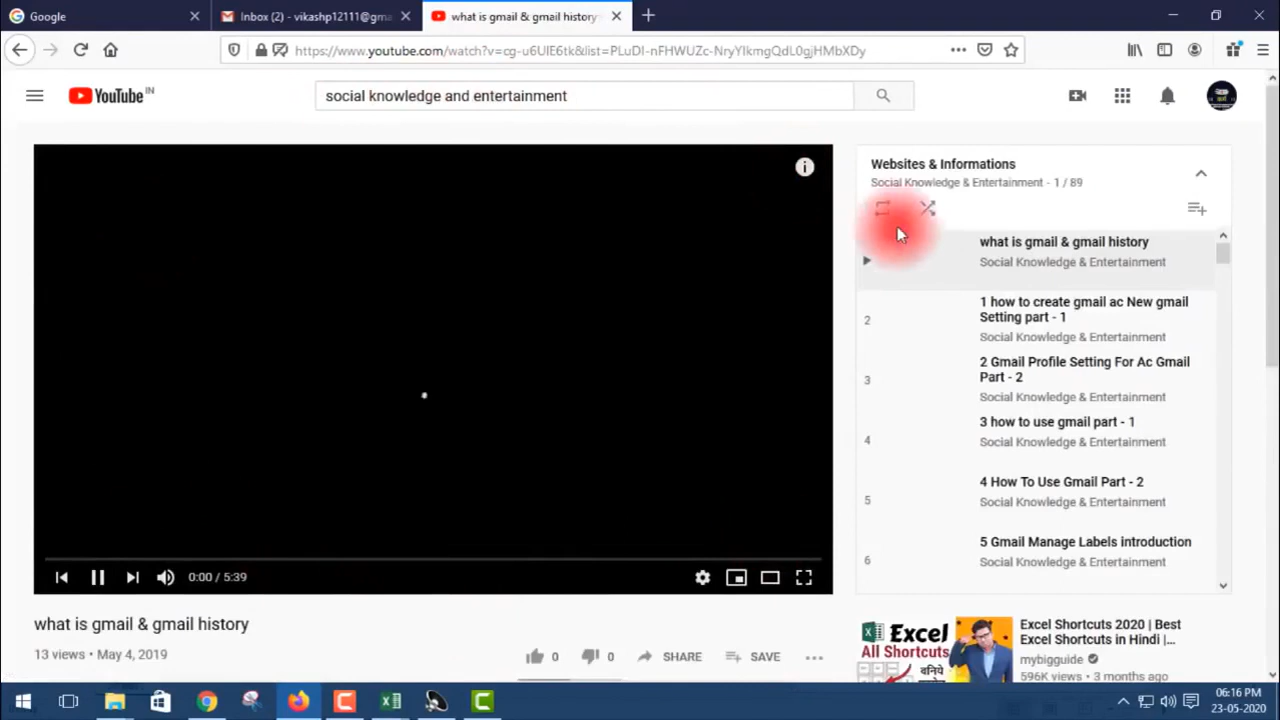 Google
Inbox (2) - vikashp12111@gma
what is gmail & gmail history
https://www.youtube.com/watch?v=cg-u6UIE6tk&list=PLuDI-nFHWUZc-NryYIkmgQdL0gjHMbXDy
YouTube IN
social knowledge and entertainment
Websites & Informations
Social Knowledge & Entertainment - 1 / 89
what is gmail & gmail history
Social Knowledge & Entertainment
2
1 how to create gmail ac New gmail
Setting part - 1
Social Knowledge & Entertainment
3
2 Gmail Profile Setting For Ac Gmail
Part - 2
Social Knowledge & Entertainment
4
3 how to use gmail part - 1
Social Knowledge & Entertainment
5
4 How To Use Gmail Part - 2
Social Knowledge & Entertainment
6
5 Gmail Manage Labels introduction
Social Knowledge & Entertainment
0:00 / 5:39
what is gmail & gmail history
13 views • May 4, 2019
0
0
SHARE
SAVE
Excel
All Shortcuts
बनिये
Excel Shortcuts 2020 | Best
Excel Shortcuts in Hindi |...
mybigguide
596K views • 3 months ago
06:16 PM
23-05-2020